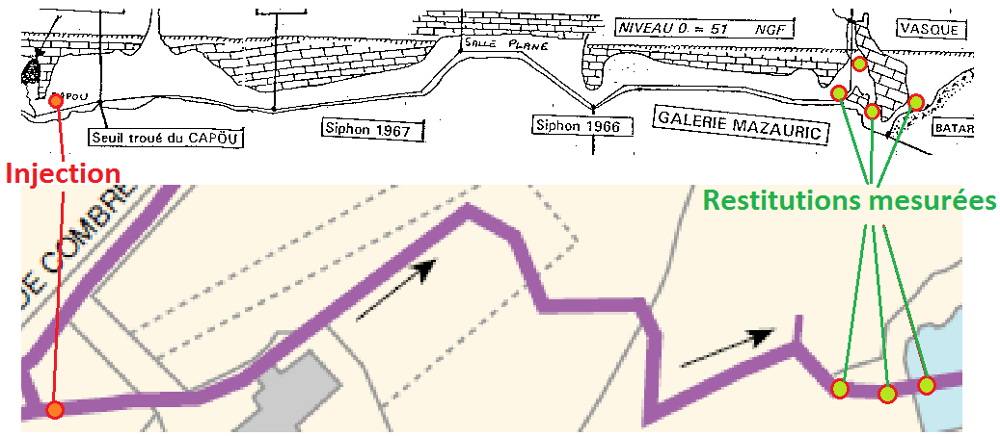 NIVEAU 0 = 51 NGF
VASQUE
SALLE PLANE
CAPOU
Seuil troué du CAPÖU
Siphon 1967
Siphon 1966
GALERIE MAZAURIC
BATAR
Injection
Restitutions mesurées
DE COMBRE